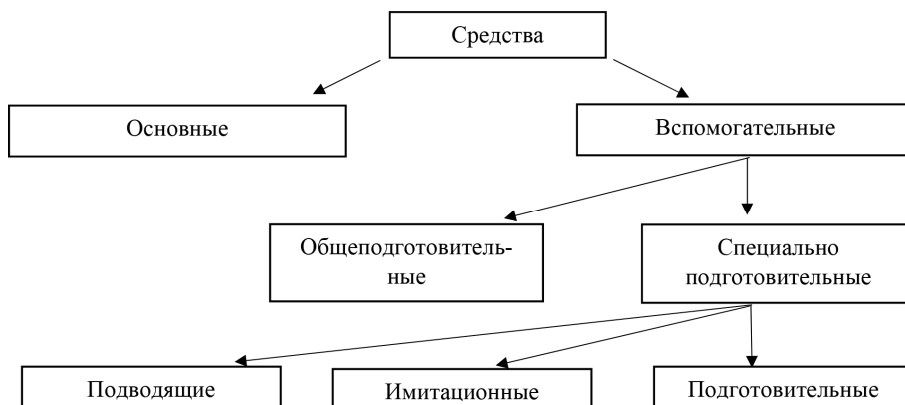 Средства
Основные
Вспомогательные
Общеподготовитель-
ные
Специально
подготовительные
Подводящие
Имитационные
Подготовительные